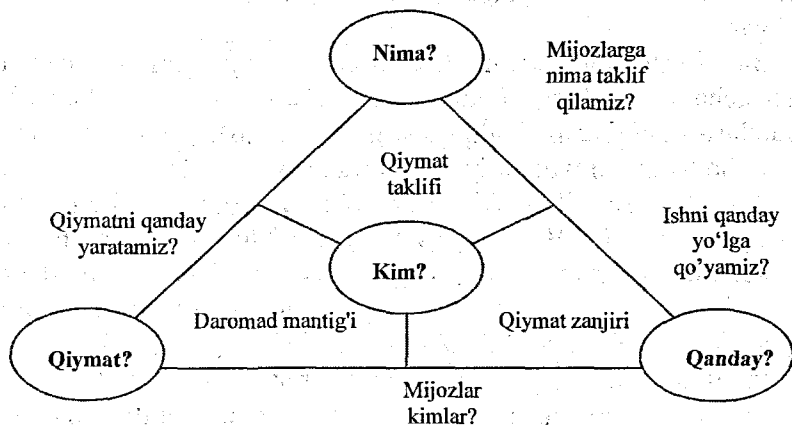 Nima?
Mijozlarga
nima taklif
qilamiz?
Qiymat
taklifi
Qiymatni qanday
yaratamiz?
Ishni qanday
yo‘lga
qo’yamiz?
Kim?
Daromad mantig'i
Qiymat zanjiri
Qiymat?
Qanday?
Mijozlar
kimlar?